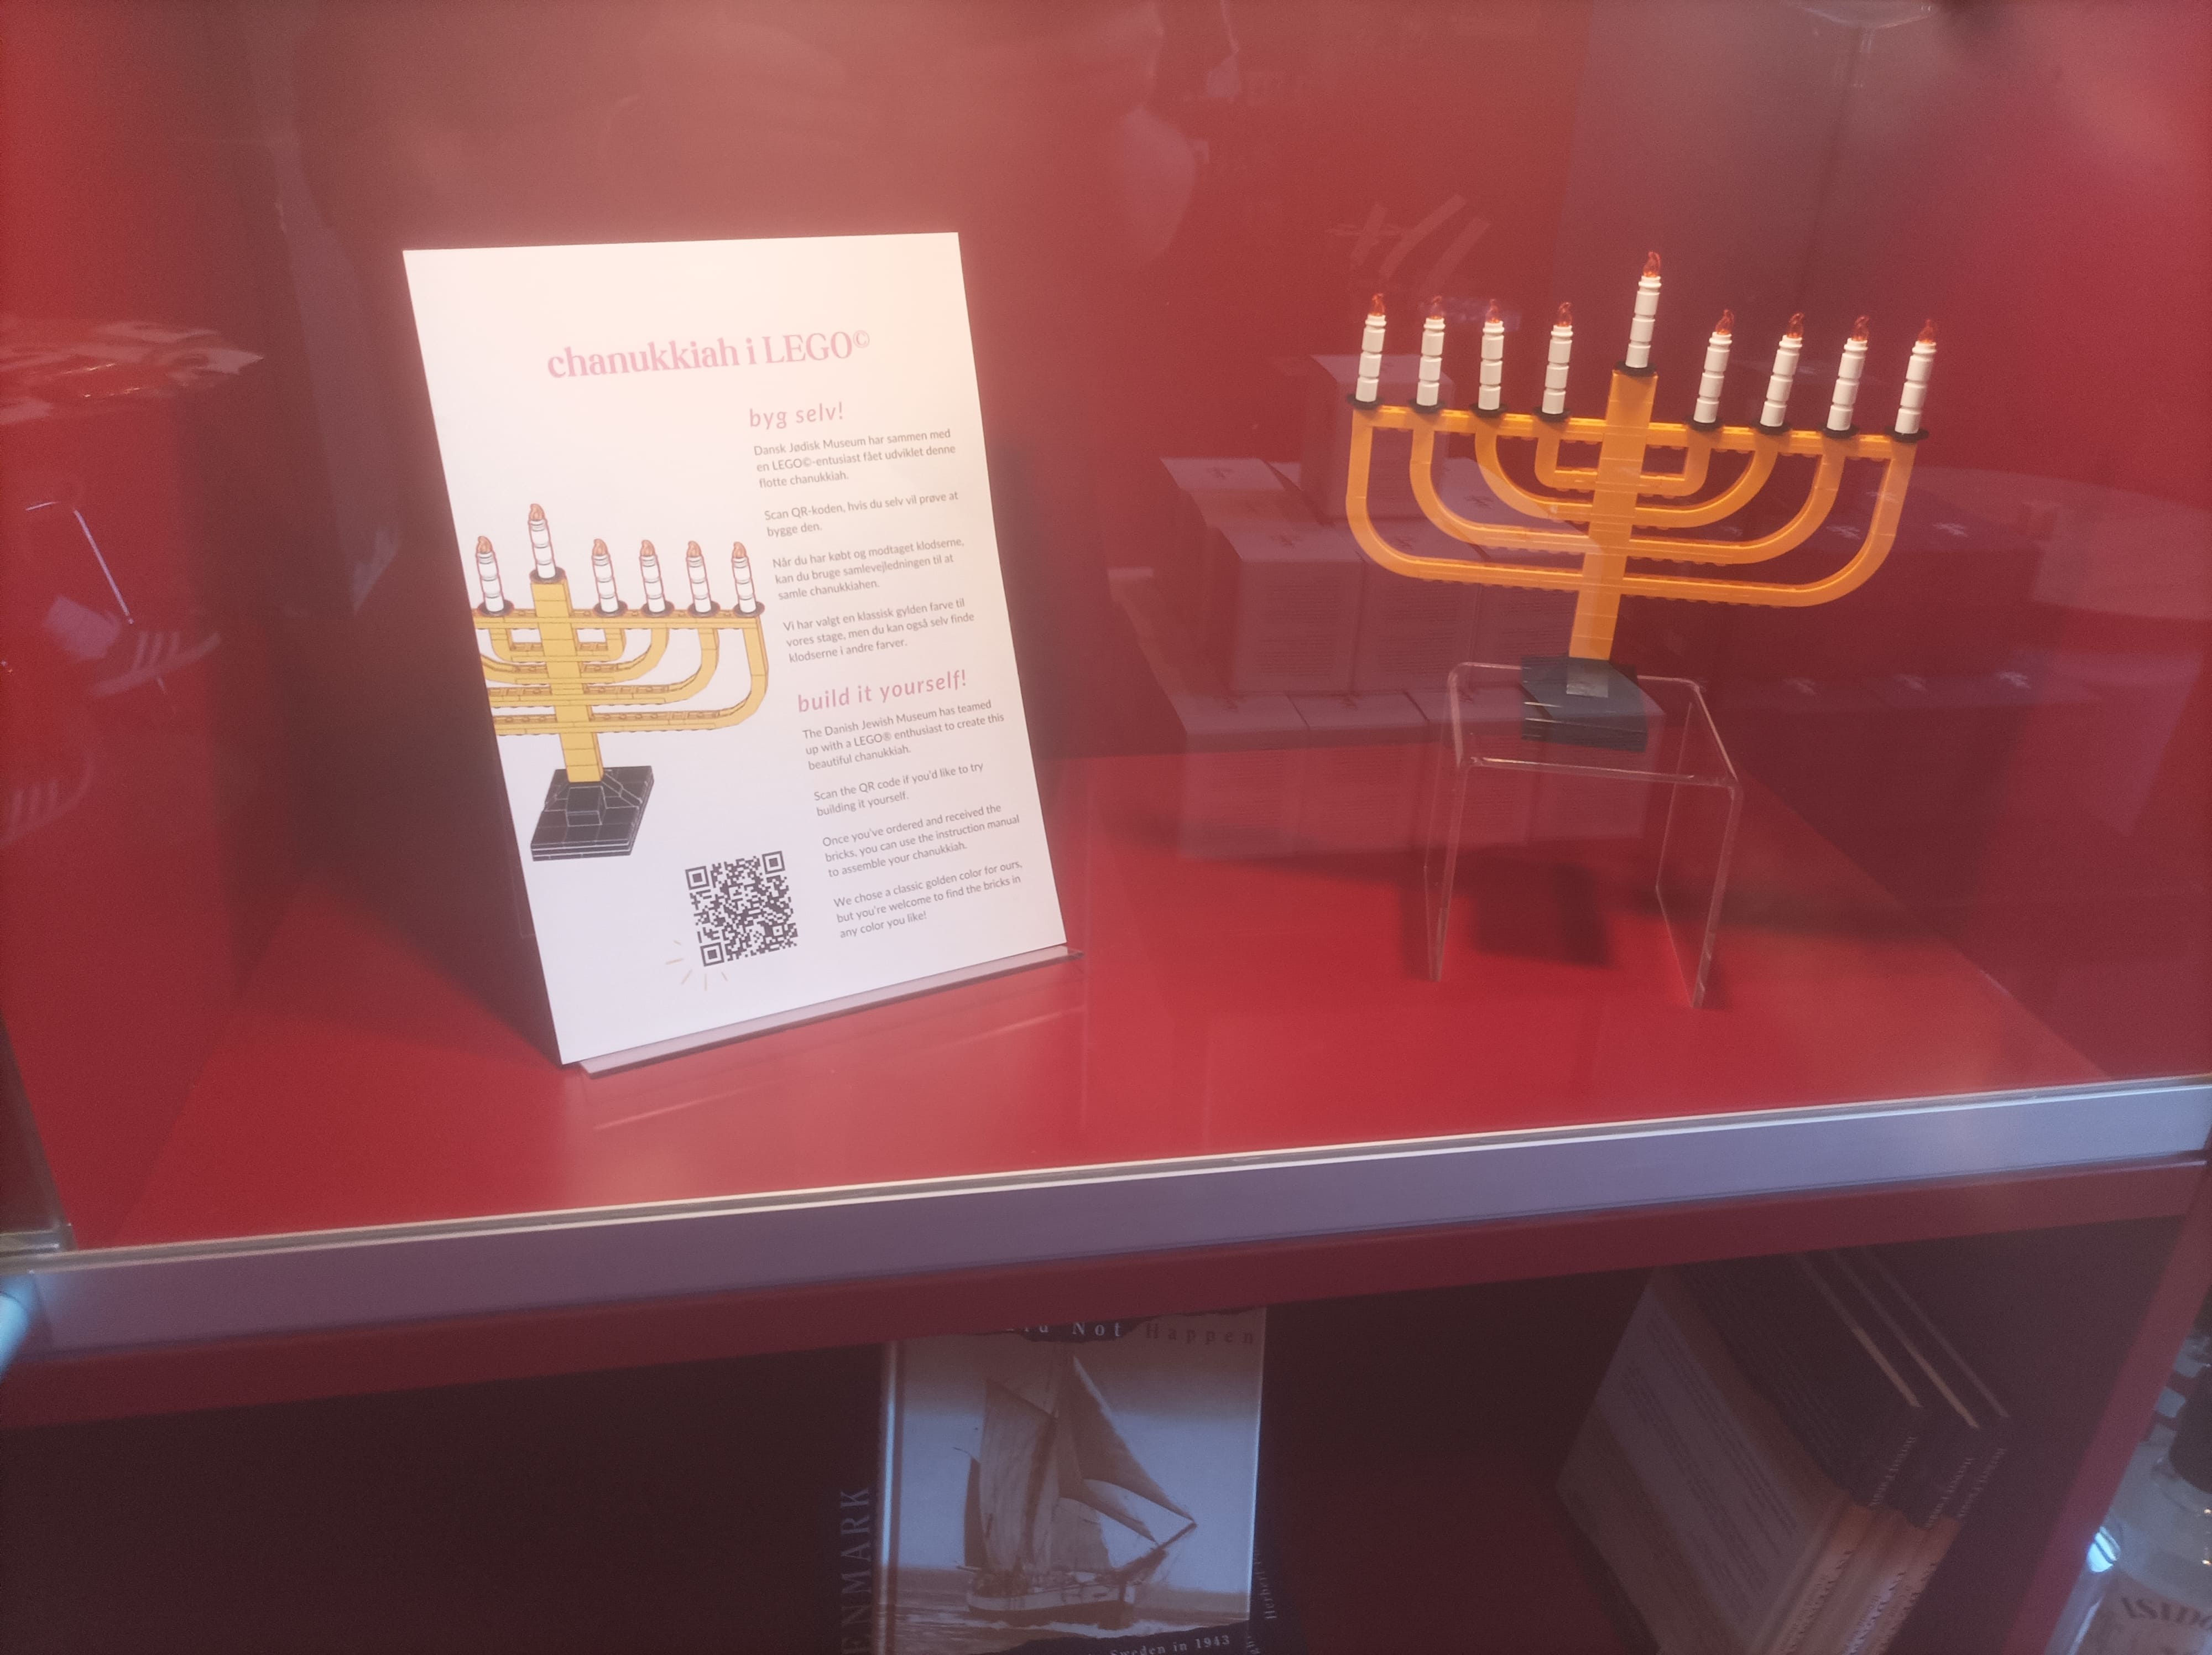 chanukkiah i LEGO©
byg selv!
Dansk Jødisk Museum har sammen med
en LEGO©-entusiast fået udviklet denne
flotte chanukkiah.
Scan QR-koden, hvis du selv vil prøve at
bygge den.
Når du har købt og modtaget klodserne,
kan du bruge samlevejledningen til at
samle chanukkiahen.
Vi har valgt en klassisk gylden farve til
vores stage, men du kan også selv finde
klodserne i andre farver.
build it yourself!
The Danish Jewish Museum has teamed
up with a LEGO® enthusiast to create this
beautiful chanukkiah.
Scan the QR code if you'd like to try
building it yourself.
Once you've ordered and received the
bricks, you can use the instruction manual
to assemble your chanukkiah.
We chose a classic golden color for ours,
but you're welcome to find the bricks in
any color you like!
Not Happen
Sweden in 1943
ENMARK
Herbert